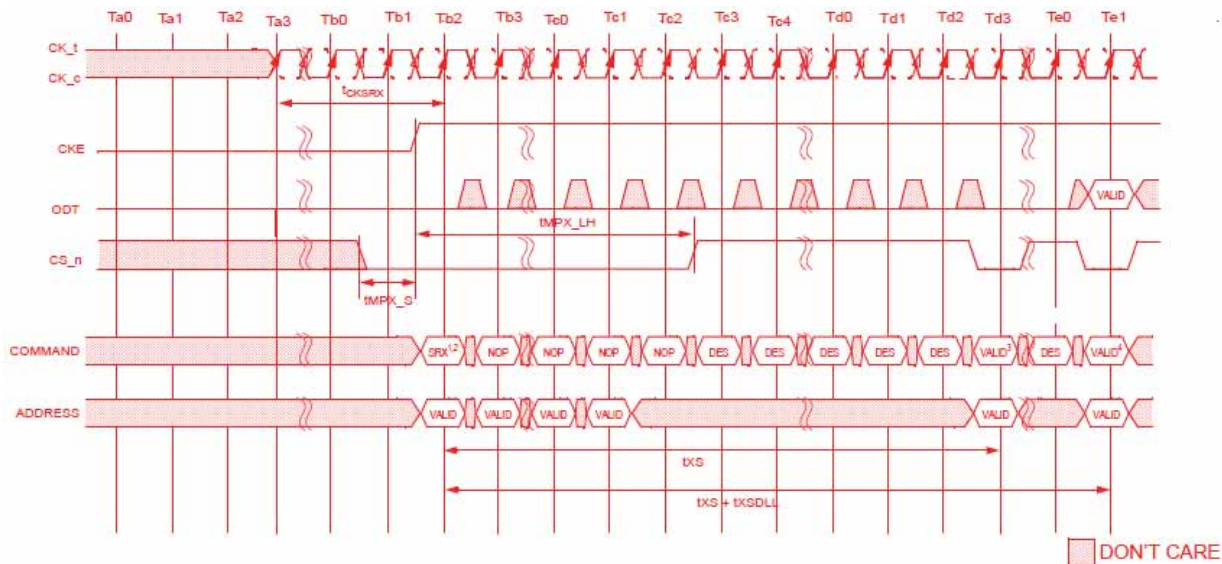 Ta0 Ta1 Ta2 Ta3 Tb0 Tb1 Tb2 Tb3 Tc0 Tc1 Tc2 Tc3 Tc4 Td0 Td1 Td2 Td3 Te0 Te1
CK_t
CK_c
tCKSRX
CKE
ODT
VALID
tMPX_LH
CS_n
tMPX_S
COMMAND SRX1,2 NOP NOP NOP NOP DES DES DES DES DES VALID3 DES VALID4
ADDRESS VALID VALID VALID VALID VALID VALID
tXS
tXS + tXSDLL
DON'T CARE